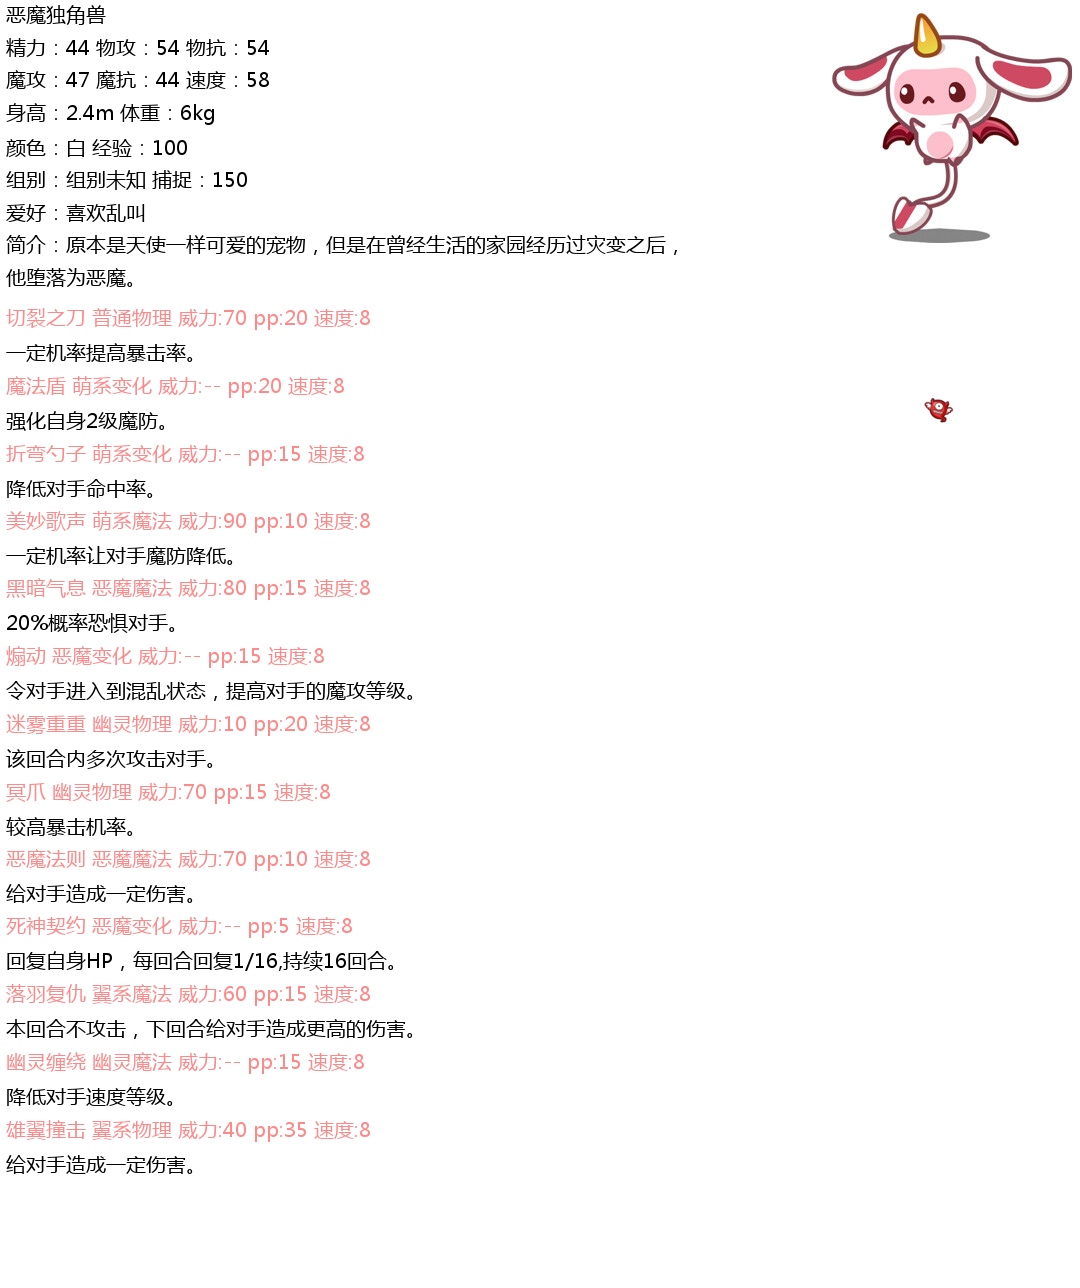 恶魔独角兽
精力：44 物攻：54 物抗：54
魔攻：47 魔抗：44 速度：58
身高：2.4m 体重：6kg
颜色：白 经验：100
组别：组别未知 捕捉：150
爱好：喜欢乱叫
简介：原本是天使一样可爱的宠物，但是在曾经生活的家园经历过灾变之后，
他堕落为恶魔。
切裂之刀 普通物理 威力:70 pp:20 速度:8
一定机率提高暴击率。
魔法盾 萌系变化 威力:-- pp:20 速度:8
强化自身2级魔防。
折弯勺子 萌系变化 威力:-- pp:15 速度:8
降低对手命中率。
美妙歌声 萌系魔法 威力:90 pp:10 速度:8
一定机率让对手魔防降低。
黑暗气息 恶魔魔法 威力:80 pp:15 速度:8
20%概率恐惧对手。
煽动 恶魔变化 威力:-- pp:15 速度:8
令对手进入到混乱状态，提高对手的魔攻等级。
迷雾重重 幽灵物理 威力:10 pp:20 速度:8
该回合内多次攻击对手。
冥爪 幽灵物理 威力:70 pp:15 速度:8
较高暴击机率。
恶魔法则 恶魔魔法 威力:70 pp:10 速度:8
给对手造成一定伤害。
死神契约 恶魔变化 威力:-- pp:5 速度:8
回复自身HP，每回合回复1/16,持续16回合。
落羽复仇 翼系魔法 威力:60 pp:15 速度:8
本回合不攻击，下回合给对手造成更高的伤害。
幽灵缠绕 幽灵魔法 威力:-- pp:15 速度:8
降低对手速度等级。
雄翼撞击 翼系物理 威力:40 pp:35 速度:8
给对手造成一定伤害。